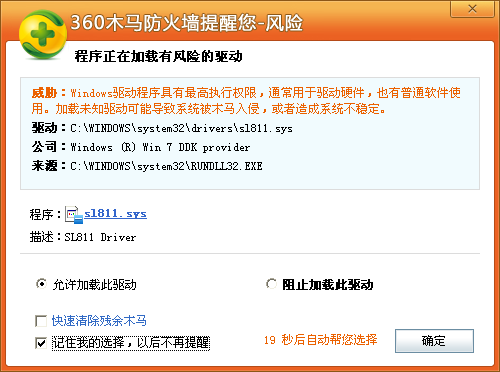 360木马防火墙提醒您-风险
程序正在加载有风险的驱动
威胁：Windows驱动程序具有最高执行权限，通常用于驱动硬件，也有普通软件使
用。加载未知驱动可能导致系统被木马入侵，或者造成系统不稳定。
驱动：C:\WINDOWS\system32\drivers\sl811.sys
公司：Windows (R) Win 7 DDK provider
来源：C:\WINDOWS\system32\RUNDLL32.EXE
程序：sl811.sys
描述：SL811 Driver
允许加载此驱动 阻止加载此驱动
快速清除残余木马
记住我的选择，以后不再提醒 19 秒后自动帮您选择 确定